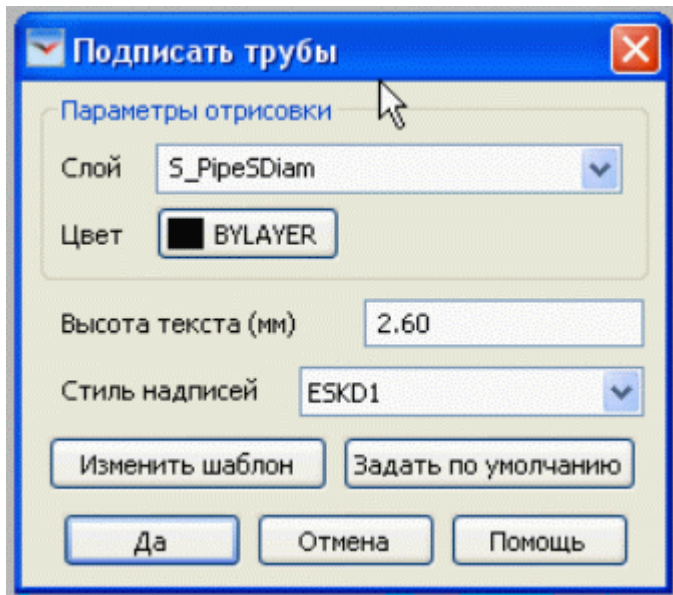 Подписать трубы
Параметры отрисовки
Слой S_PipeSDiam
Цвет BYLAYER
Высота текста (мм) 2.60
Стиль надписей ESKD1
Изменить шаблон Задать по умолчанию
Да Отмена Помощь